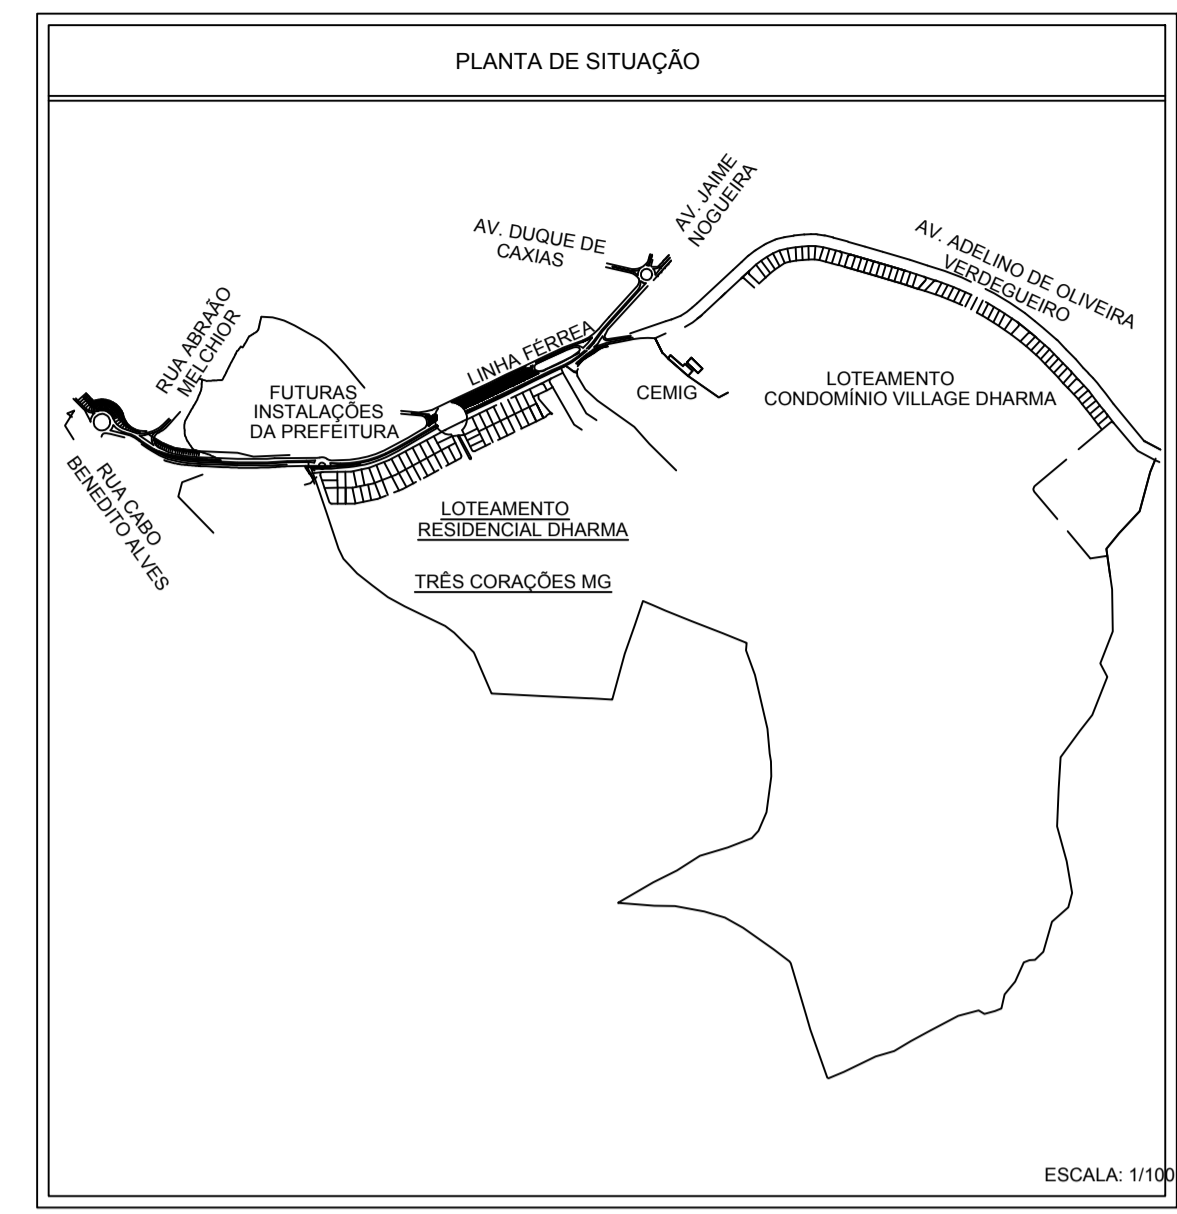 PLANTA DE SITUAÇÃO
AV. JAIME
NOGUEIRA
AV. DUQUE DE
CAXIAS
AV. ADELINO DE OLIVEIRA
VERDEGUEIRO
RUA ABRAÃO
MELCHIOR
LINHA FÉRREA
FUTURAS
INSTALAÇÕES
DA PREFEITURA
CEMIG
LOTEAMENTO
CONDOMÍNIO VILLAGE DHARMA
RUA CABO
BENEDITO ALVES
LOTEAMENTO
RESIDENCIAL DHARMA
TRÊS CORAÇÕES MG
ESCALA: 1/100